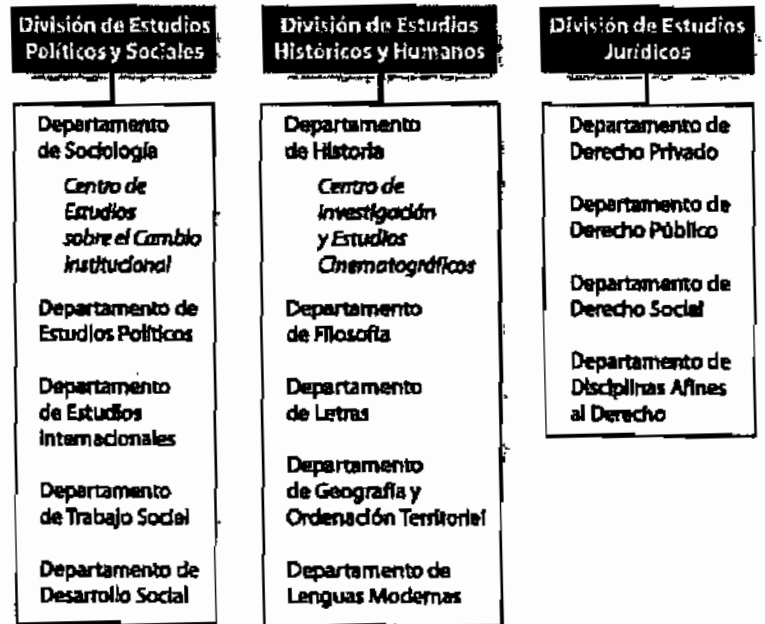 División de Estudios
Políticos y Sociales
Departamento
de Sociología
Centro de
Estudios
sobre el Cambio
institucional
Departamento de
Estudios Políticos
Departamento
de Estudios
Internacionales
Departamento
de Trabajo Social
Departamento de
Desarrollo Social
División de Estudios
Históricos y Humanos
Departamento
de Historia
Centro de
Investigación
y Estudios
Cinematográficos
Departamento
de Filosofía
Departamento
de Letras
Departamento
de Geografía y
Ordenación Territorial
Departamento de
Lenguas Modernas
División de Estudios
Jurídicos
Departamento de
Derecho Privado
Departamento de
Derecho Público
Departamento de
Derecho Social
Departamento de
Disciplinas Afines
al Derecho